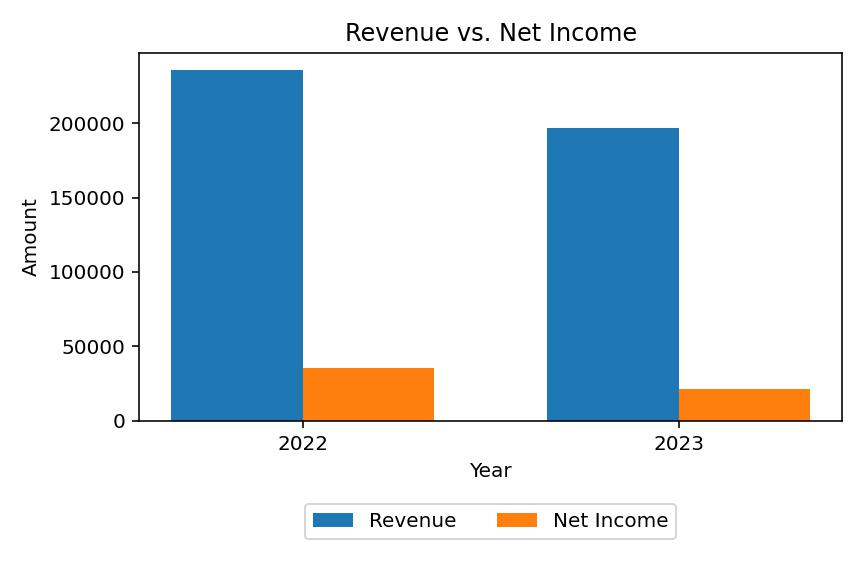 Revenue vs. Net Income
200000
150000
100000
50000
0
Amount
2022 2023
Year
Revenue Net Income